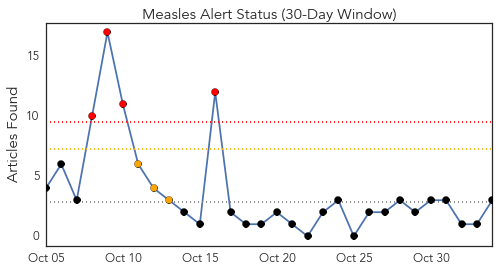 Measles Alert Status (30-Day Window)
Articles Found
15
10
5
0
Oct 05
Oct 10
Oct 15
Oct 20
Oct 25
Oct 30